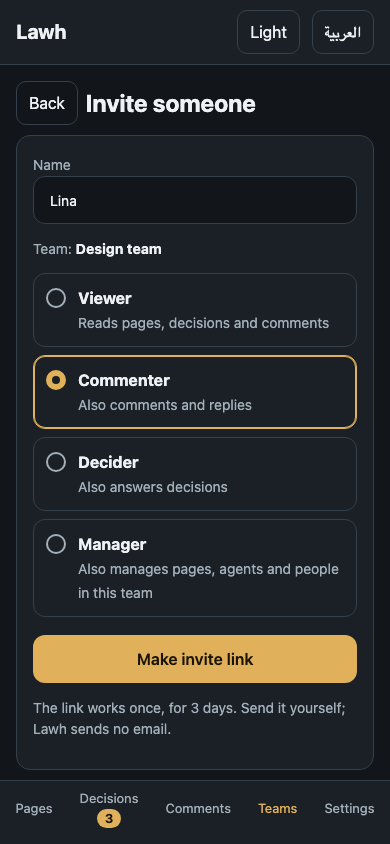 Lawh
Light
العربية
Back
Invite someone
Name
Lina
Team: Design team
Viewer
Reads pages, decisions and comments
Commenter
Also comments and replies
Decider
Also answers decisions
Manager
Also manages pages, agents and people
in this team
Make invite link
The link works once, for 3 days. Send it yourself;
Lawh sends no email.
Pages
Decisions
3
Comments
Teams
Settings